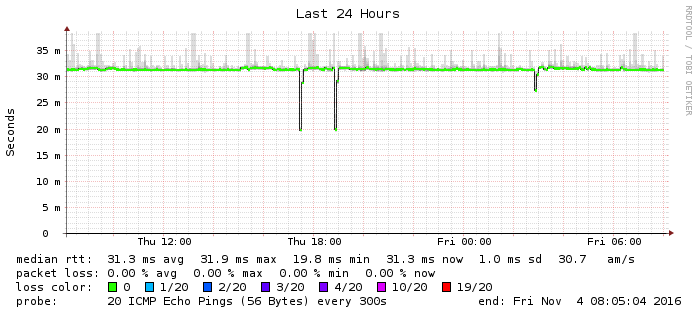 Last 24 Hours
RRDTOOL / TOBI OETIKER
Seconds
35 m
30 m
25 m
20 m
15 m
10 m
5 m
0
Thu 12:00 Thu 18:00 Fri 00:00 Fri 06:00
median rtt: 31.3 ms avg 31.9 ms max 19.8 ms min 31.3 ms now 1.0 ms sd 30.7 am/s
packet loss: 0.00 % avg 0.00 % max 0.00 % min 0.00 % now
loss color: 0 1/20 2/20 3/20 4/20 10/20 19/20
probe: 20 ICMP Echo Pings (56 Bytes) every 300s end: Fri Nov 4 08:05:04 2016